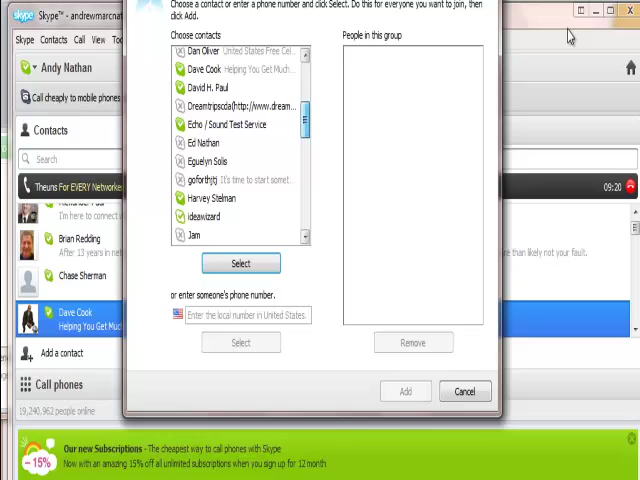 Choose a contact or enter a phone number and click Select. Do this for everyone you want to join, then
click Add.
Skype™ - andrewmarcnat
Skype Contacts Call View
Andy Nathan
Call cheaply to mobile phones
Contacts
Search
Theuns For EVERY Networker
09:20
I'm here to connect
Brian Redding
After 13 years in ne
re than likely not your fault.
Chase Sherman
Dave Cook
Helping You Get Much
Add a contact
Call phones
19,240,962 people online
Choose contacts
People in this group
Dan Oliver United States Free Cel
Dave Cook Helping You Get Muc...
David H. Paul
Dreamtripscda(http://www.dream...
Echo / Sound Test Service
Ed Nathan
Eguelyn Solis
goforthjtj It's time to start somet...
Harvey Stelman
ideawizard
Jam
Select
or enter someone's phone number.
Enter the local number in United States.
Select
Remove
Add
Cancel
-15%
Our new Subscriptions - The cheapest way to call phones with Skype
Now with an amazing 15% off all unlimited subscriptions when you sign up for 12 month